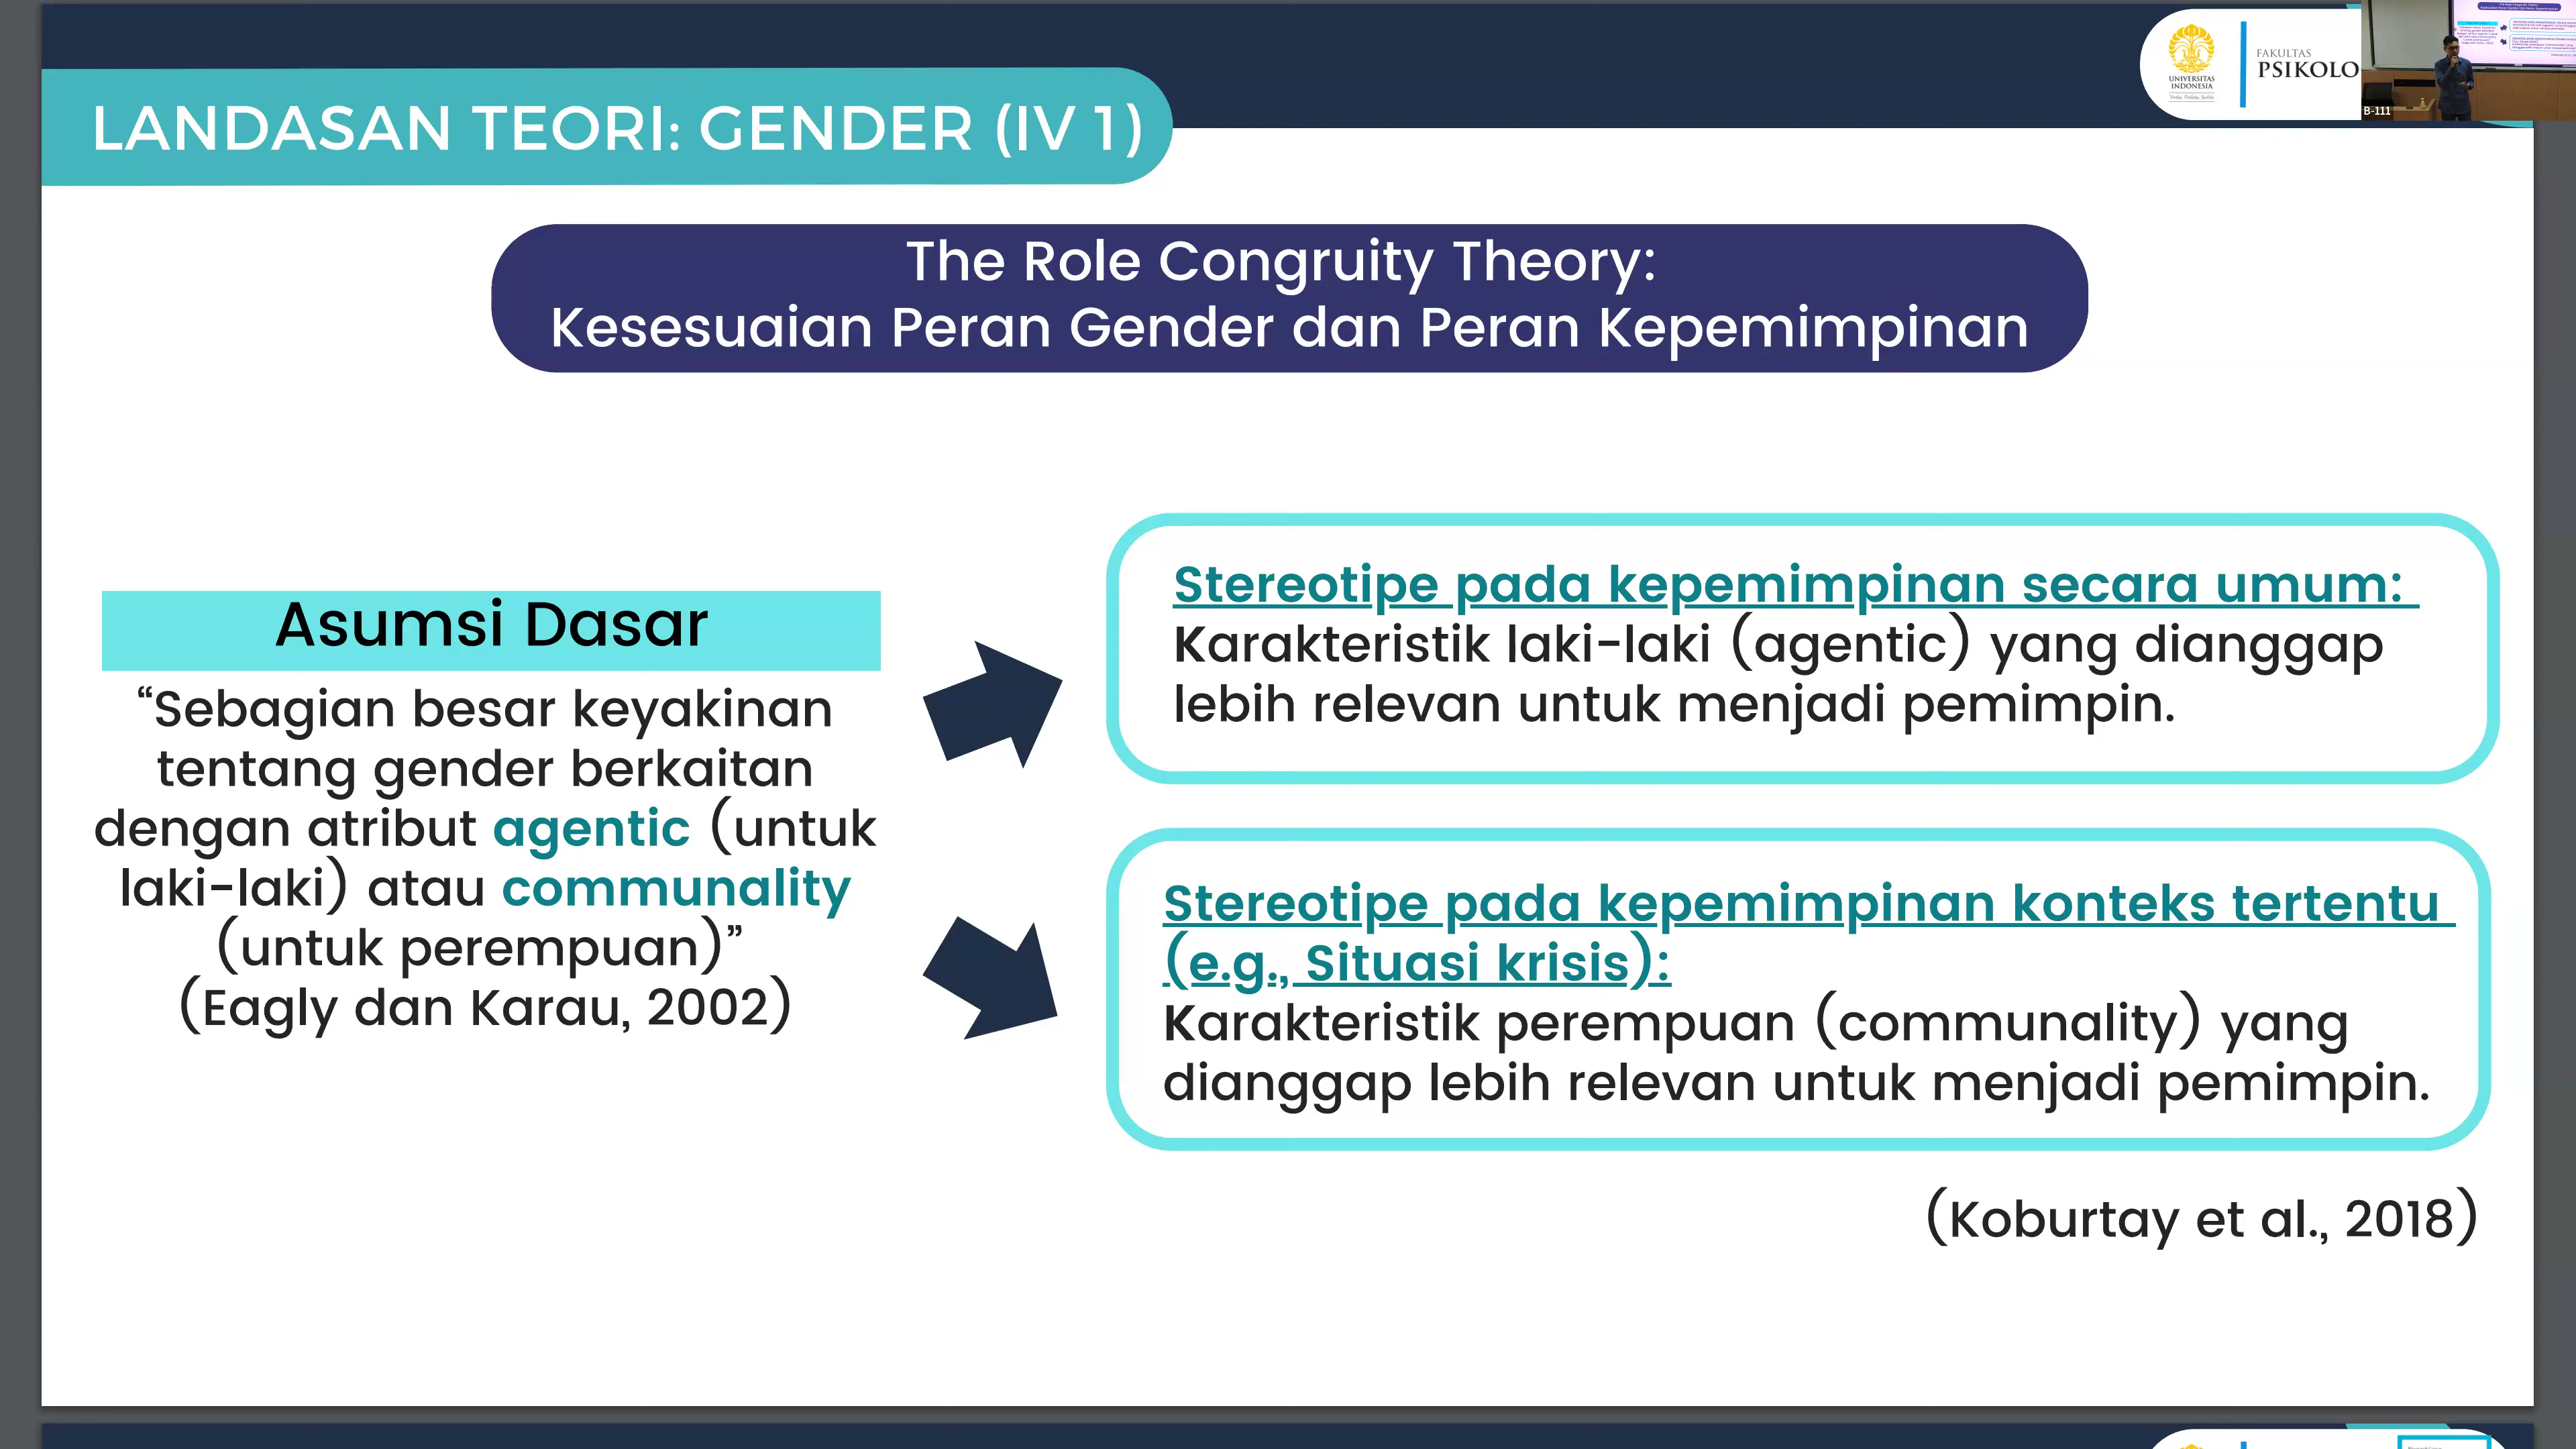 LANDASAN TEORI: GENDER (IV 1)
UNIVERSITAS
INDONESIA
Veritas, Probitas, Iustitia
FAKULTAS
PSIKOLO
B-111
The Role Congruity Theory:
Kesesuaian Peran Gender dan Peran Kepemimpinan
Asumsi Dasar
“Sebagian besar keyakinan
tentang gender berkaitan
dengan atribut agentic (untuk
laki-laki) atau communality
(untuk perempuan)”
(Eagly dan Karau, 2002)
Stereotipe pada kepemimpinan secara umum:
Karakteristik laki-laki (agentic) yang dianggap
lebih relevan untuk menjadi pemimpin.
Stereotipe pada kepemimpinan konteks tertentu
(e.g., Situasi krisis):
Karakteristik perempuan (communality) yang
dianggap lebih relevan untuk menjadi pemimpin.
(Koburtay et al., 2018)